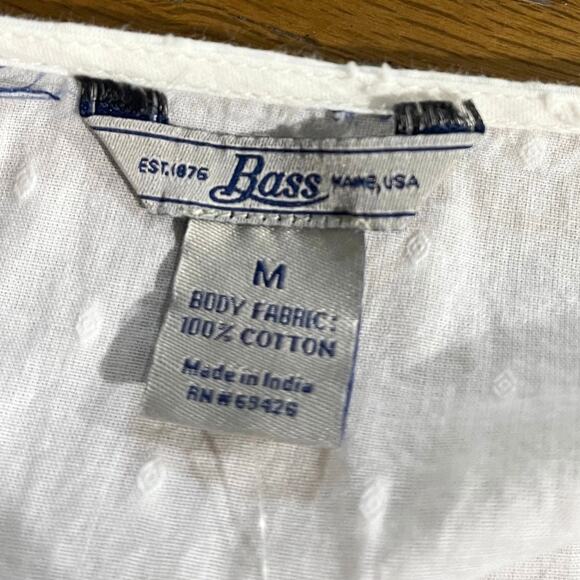 EST.1876 Bass MAINE, USA
M
BODY FABRIC:
100% COTTON
Made in India
RN#69426